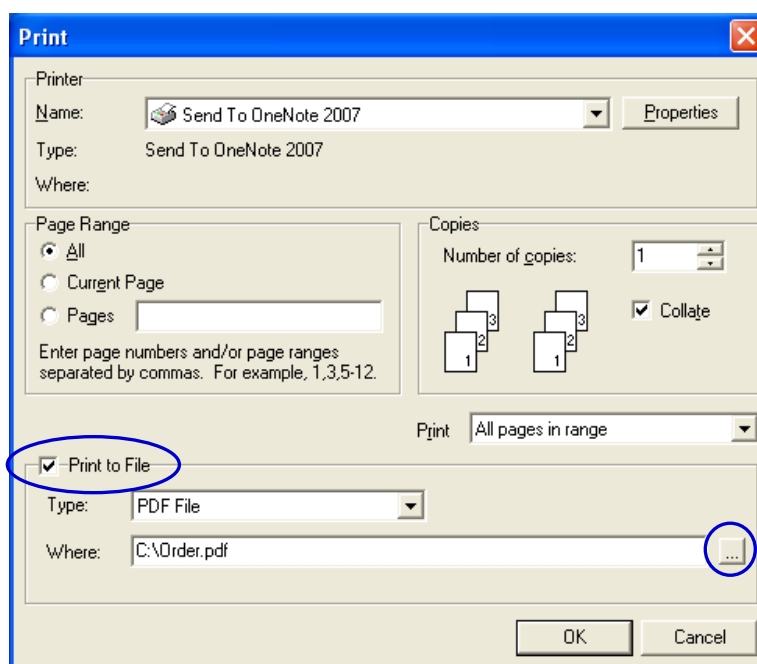 Print
Printer
Name: Send To OneNote 2007 Properties
Type: Send To OneNote 2007
Where:
Page Range
All
Current Page
Pages
Enter page numbers and/or page ranges
separated by commas. For example, 1,3,5-12.
Copies
Number of copies: 1
3 3
2 2
1 1
Collate
Print All pages in range
Print to File
Type: PDF File
Where: C:\Order.pdf ...
OK Cancel